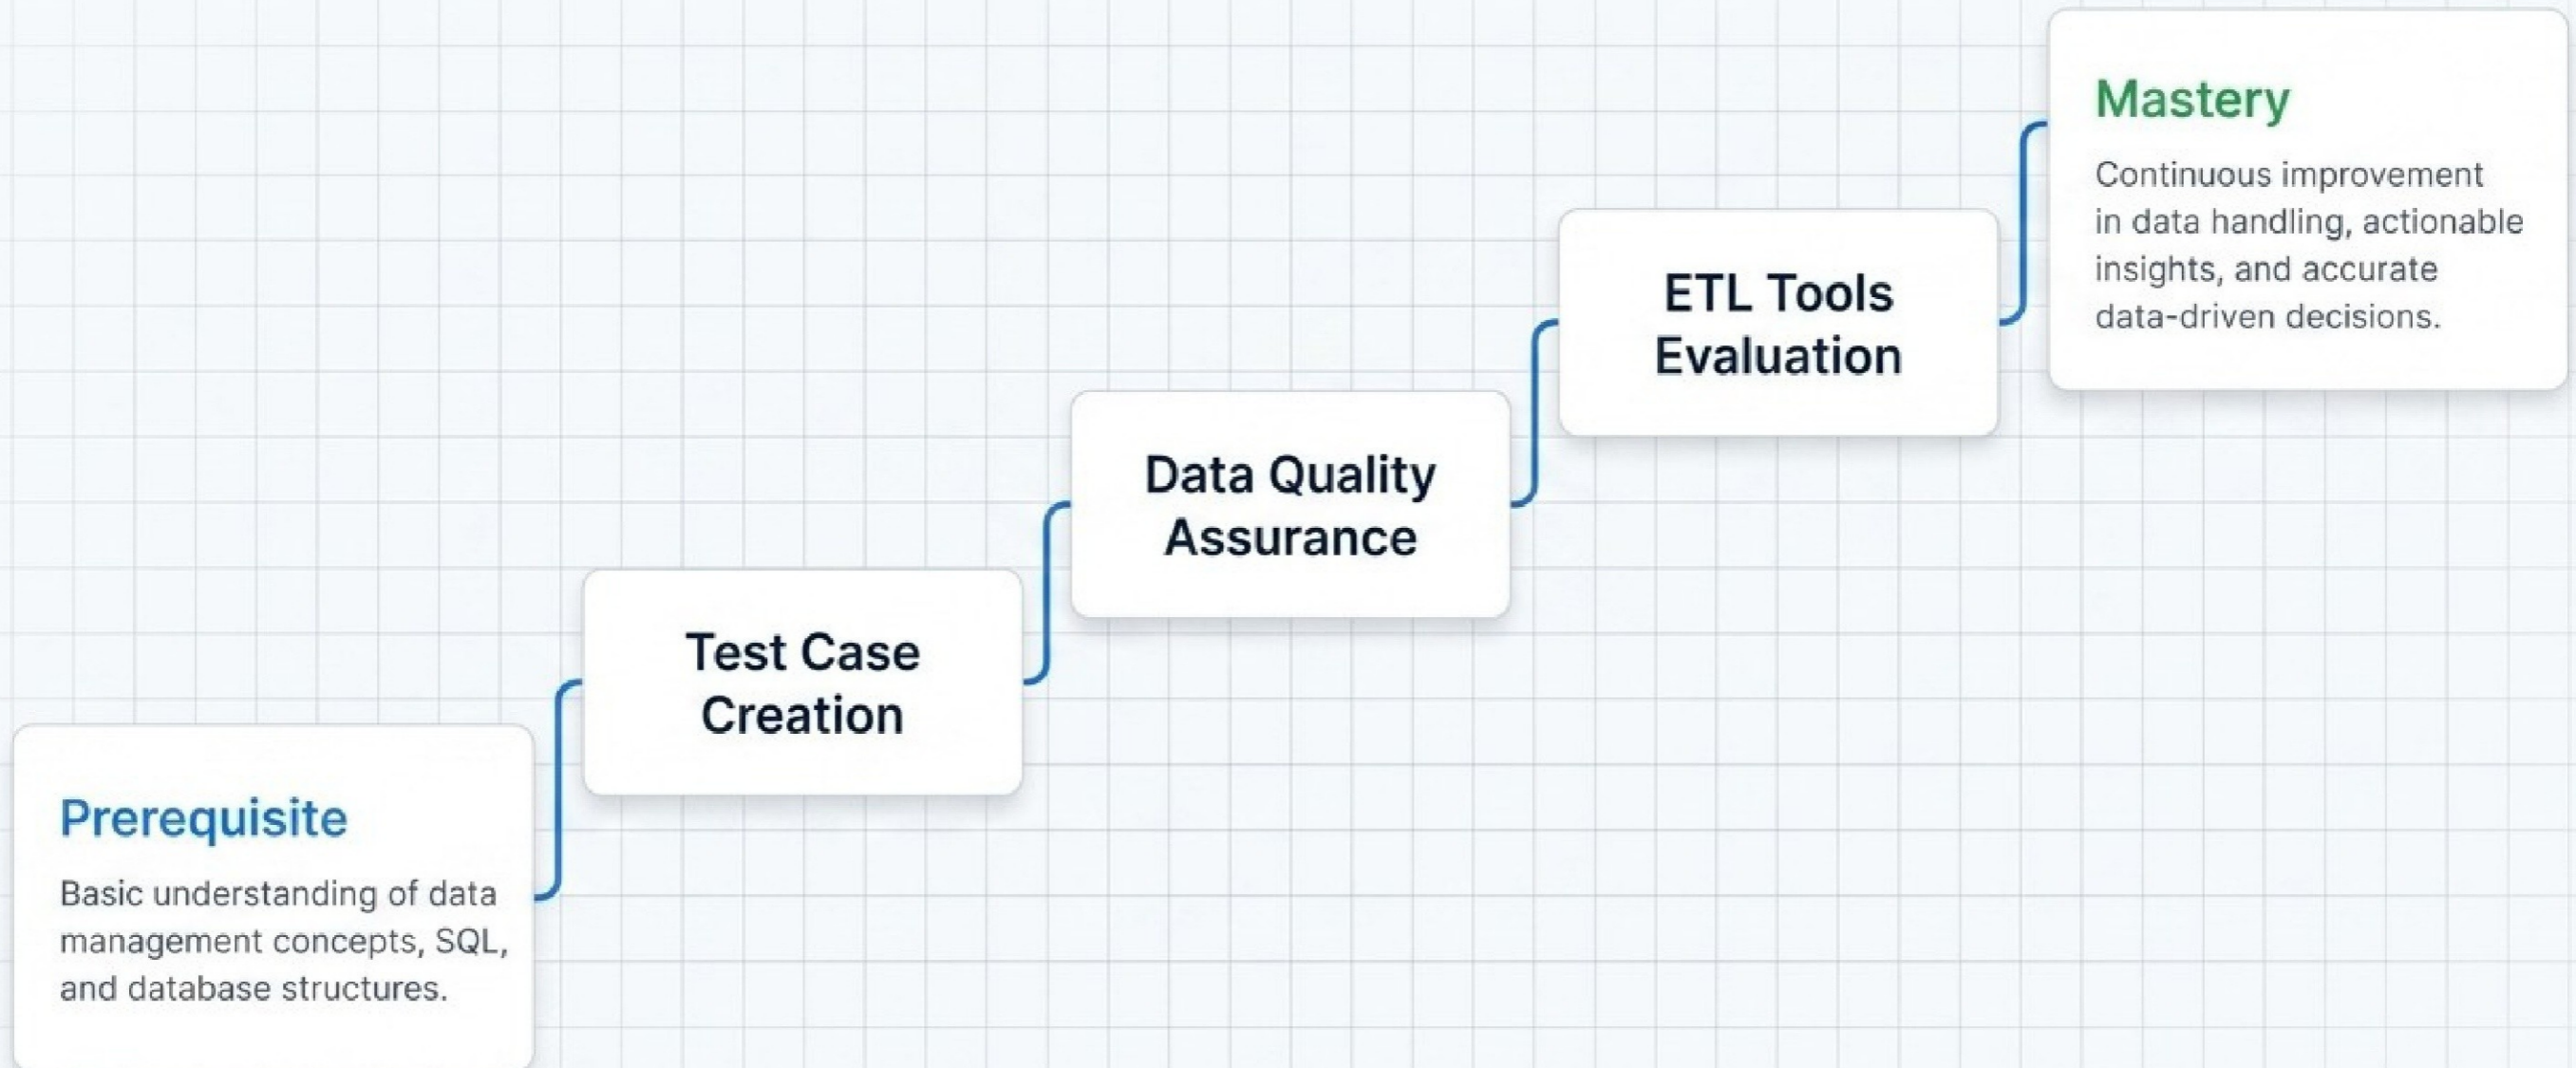 Prerequisite
Basic understanding of data
management concepts, SQL,
and database structures.
Test Case
Creation
Data Quality
Assurance
ETL Tools
Evaluation
Mastery
Continuous improvement
in data handling, actionable
insights, and accurate
data-driven decisions.